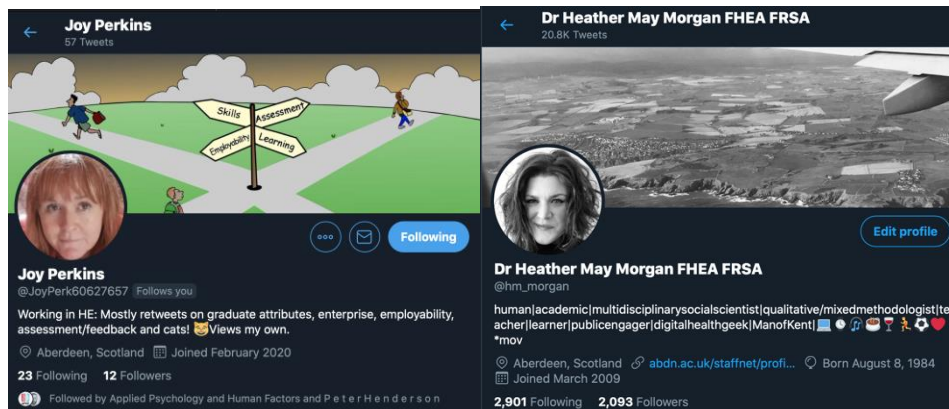 Joy Perkins
57 Tweets
Skills
Assessment
Employability
Learning
Following
Joy Perkins
@JoyPerk60627657 Follows you
Working in HE: Mostly retweets on graduate attributes, enterprise, employability,
assessment/feedback and cats! 😼Views my own.
Aberdeen, Scotland Joined February 2020
23 Following 12 Followers
Followed by Applied Psychology and Human Factors and P e t e r H e n d e r s o n
Dr Heather May Morgan FHEA FRSA
20.8K Tweets
Edit profile
Dr Heather May Morgan FHEA FRSA
@hm_morgan
human|academic|multidisciplinarysocialscientist|qualitative/mixedmethodologist|te
acher|learner|publicengager|digitalhealthgeek|ManofKent|
*mov
Aberdeen, Scotland abdn.ac.uk/staffnet/profi... Born August 8, 1984
Joined March 2009
2,901 Following 2,093 Followers